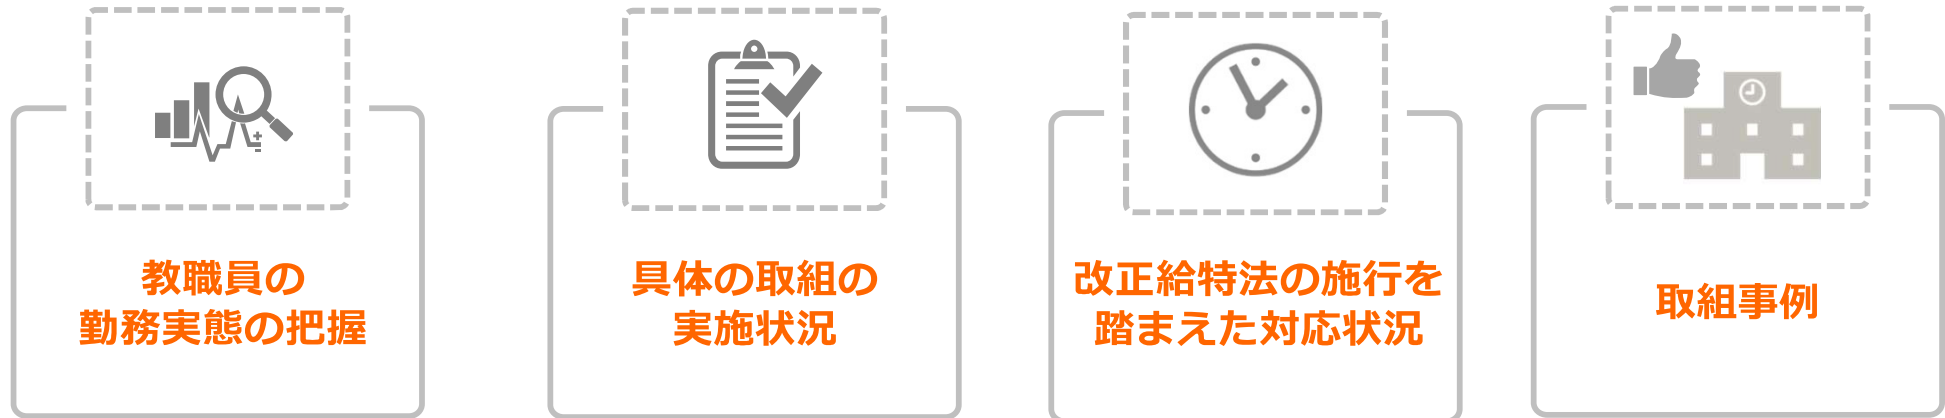 教職員の
勤務実態の把握
具体の取組の
実施状況
改正給特法の施行を
踏まえた対応状況
取組事例